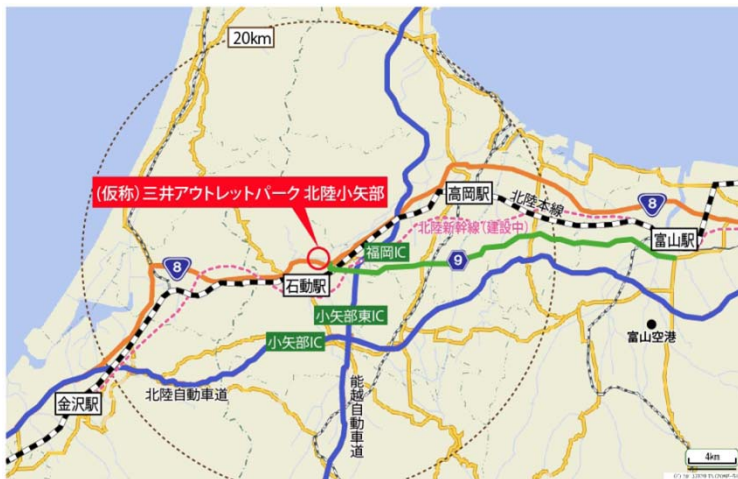 20km
(仮称)三井アウトレットパーク 北陸小矢部
高岡駅
北陸本線
8
北陸新幹線(建設中)
富山駅
福岡IC
9
8
石動駅
小矢部東IC
小矢部IC
富山空港
北陸自動車道
能越自動車道
金沢駅
4km